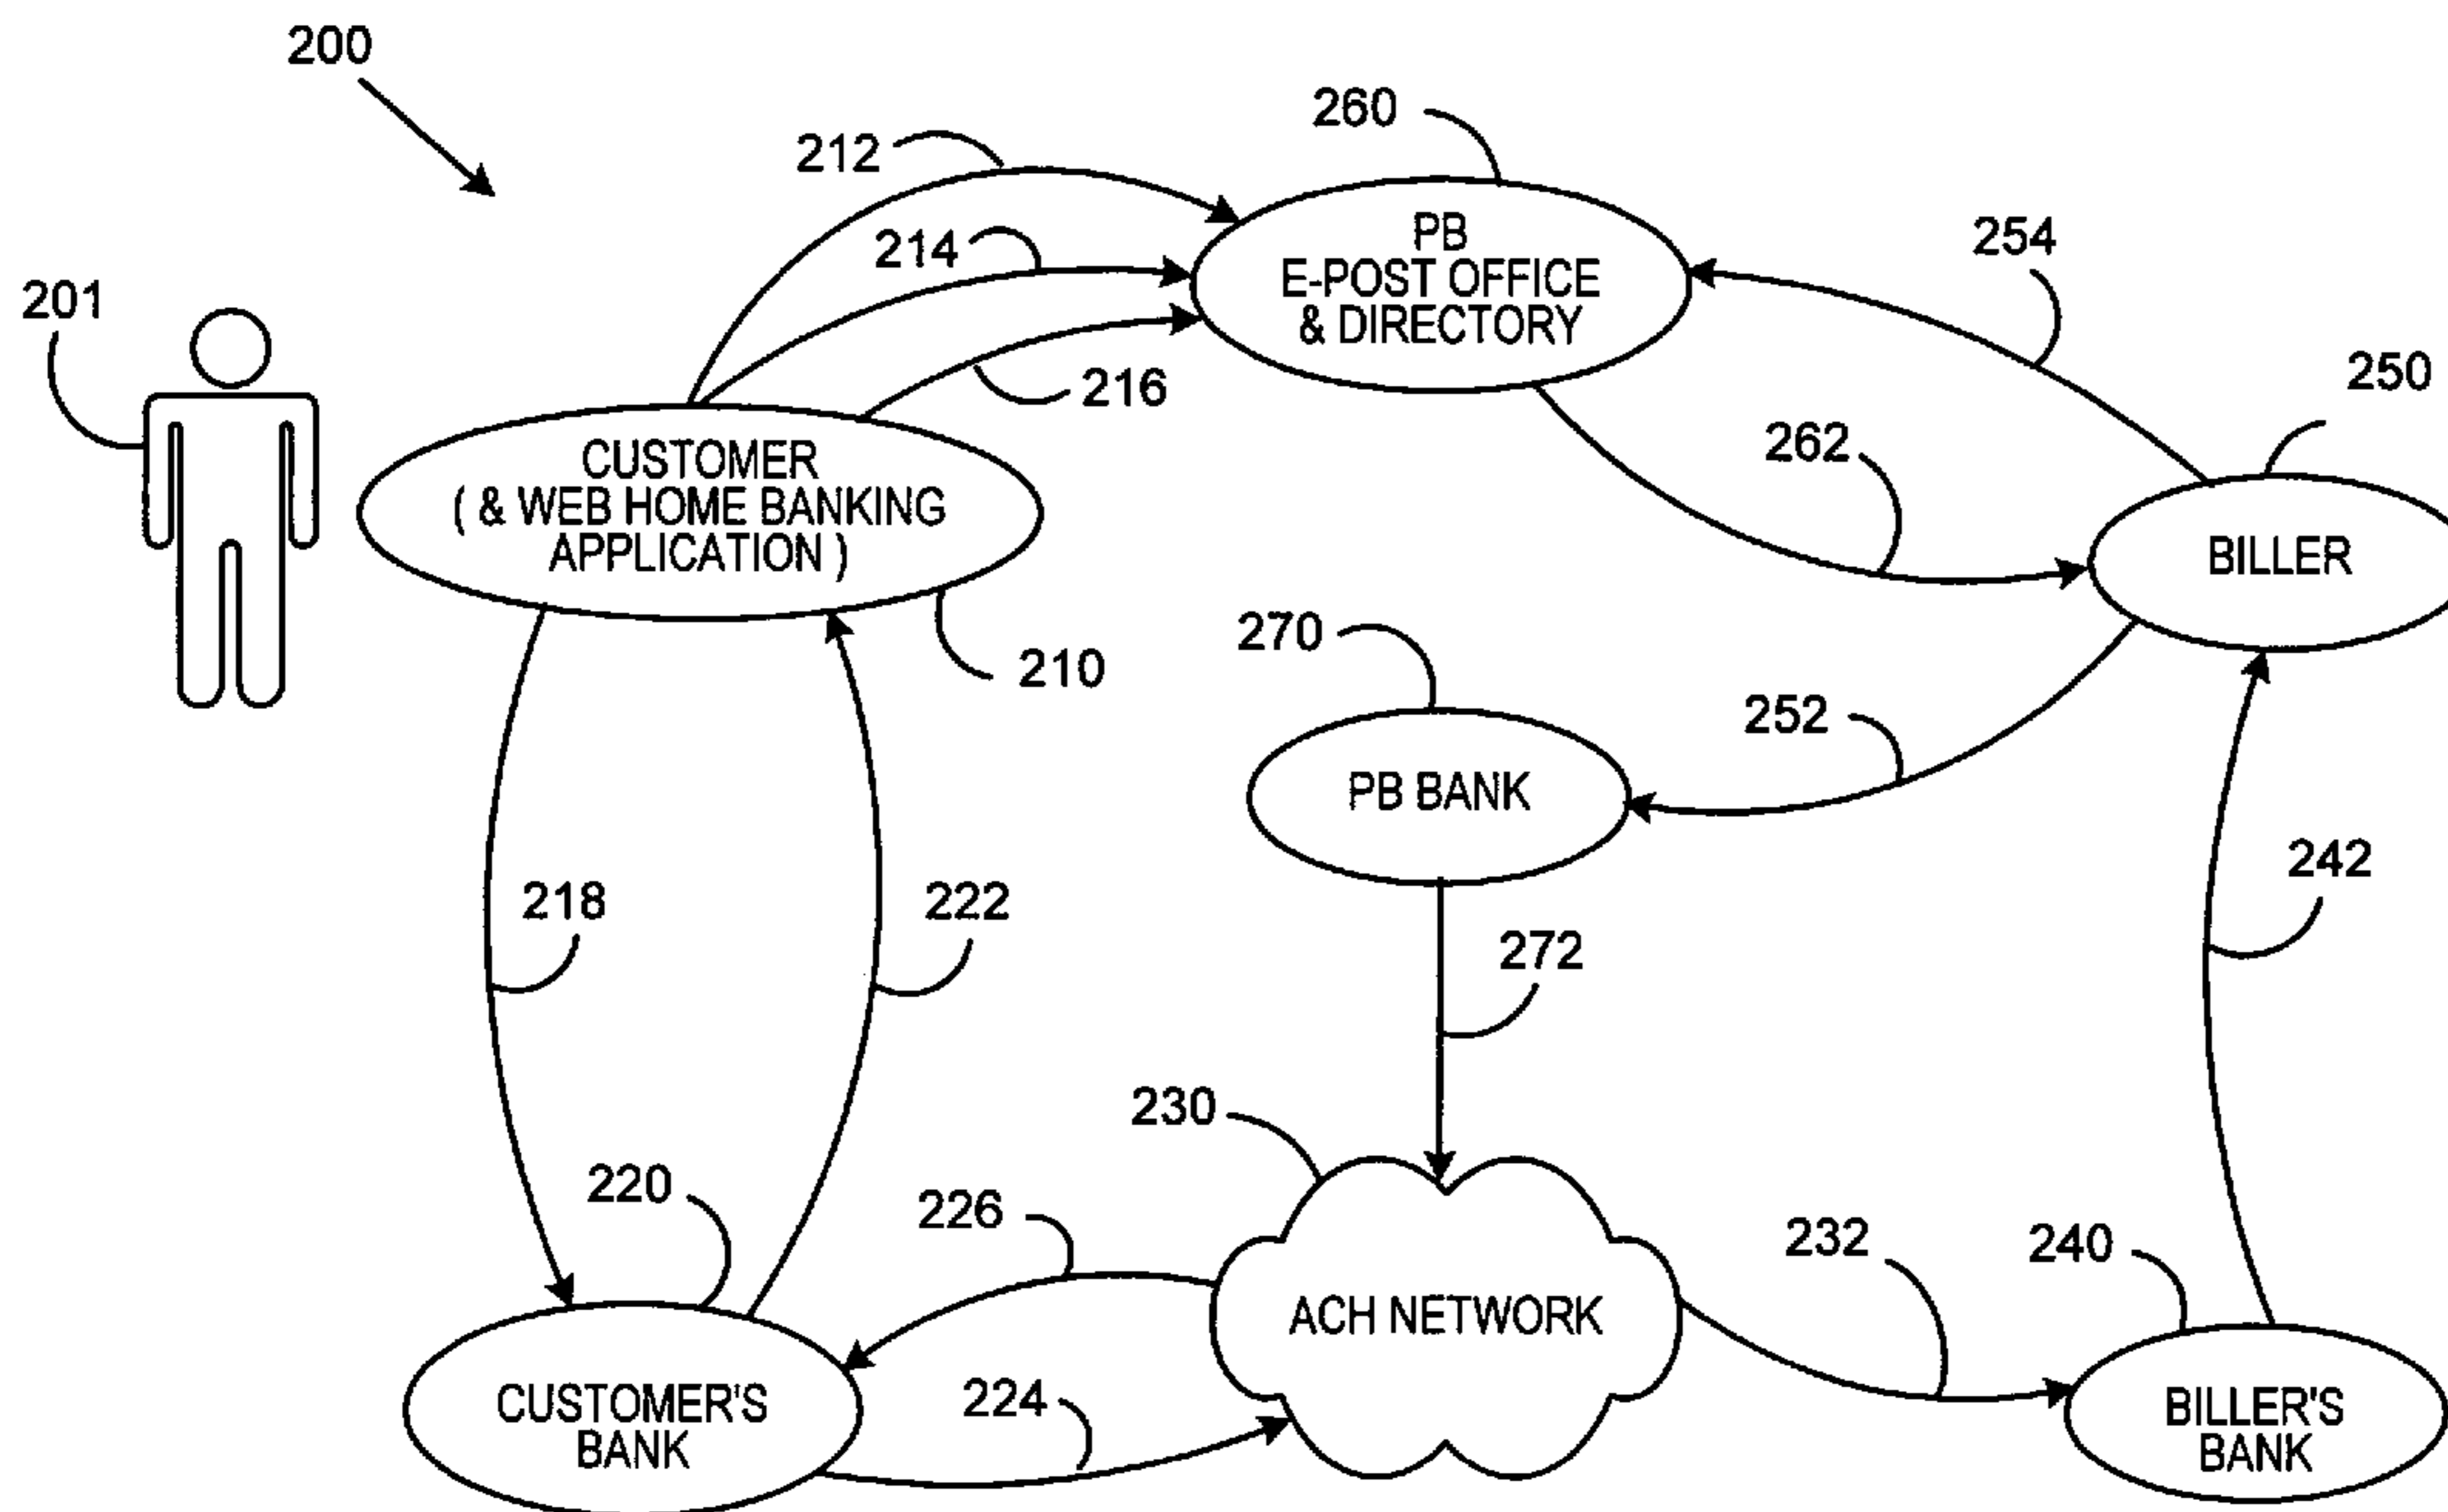 200
260
212
PB
E-POST OFFICE
& DIRECTORY
254
214
201
250
216
262
CUSTOMER
( & WEB HOME BANKING
APPLICATION )
BILLER
270
210
252
PB BANK
242
218
222
272
230
220
226
232
240
ACH NETWORK
224
CUSTOMER'S
BANK
BILLER'S
BANK